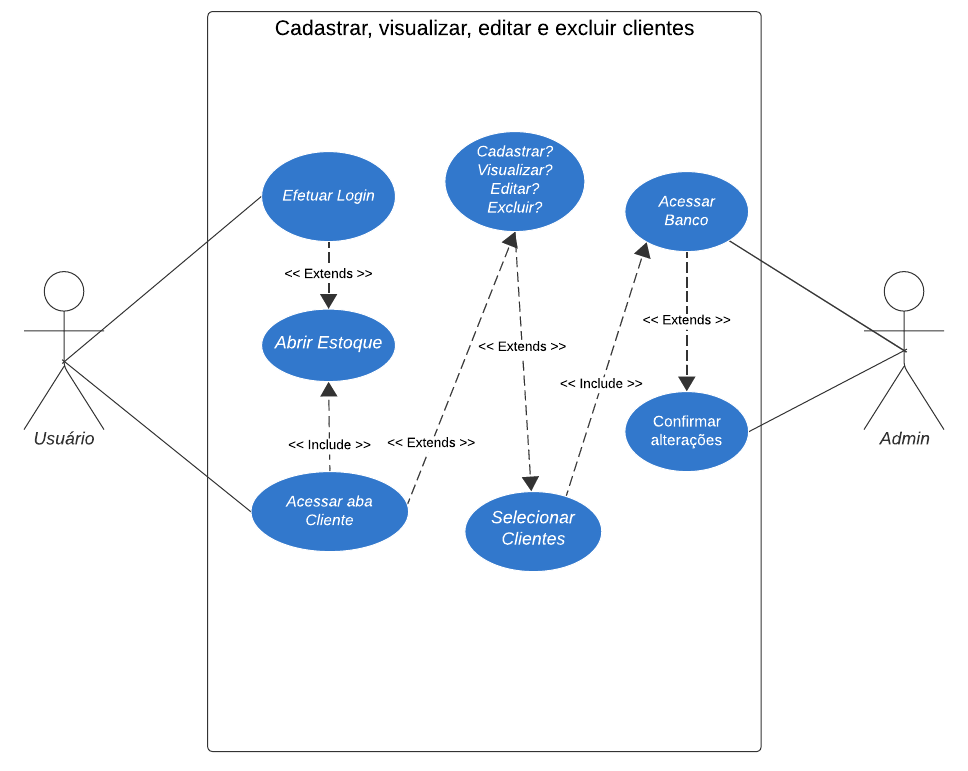 Cadastrar, visualizar, editar e excluir clientes
Efetuar Login
<< Extends >>
Abrir Estoque
<< Include >>
Acessar aba
Cliente
<< Extends >>
Cadastrar?
Visualizar?
Editar?
Excluir?
<< Extends >>
Selecionar
Clientes
<< Include >>
Acessar
Banco
<< Extends >>
Confirmar
alterações
Usuário
Admin